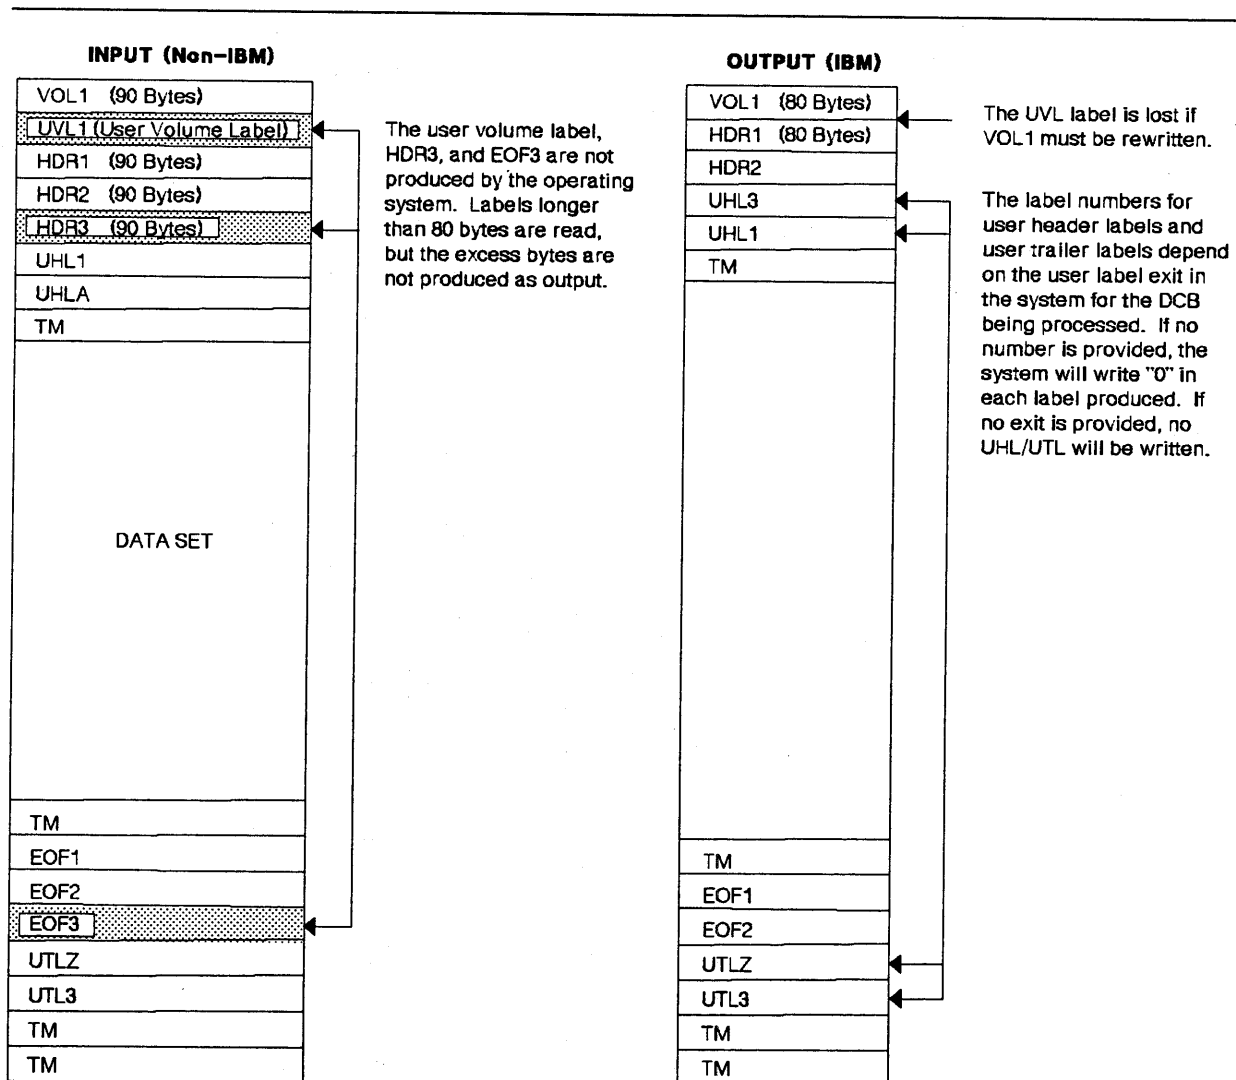 INPUT (Non-IBM)
VOL1 (90 Bytes)
UVL1 (User Volume Label)
HDR1 (90 Bytes)
HDR2 (90 Bytes)
HDR3 (90 Bytes)
UHL1
UHLA
TM
DATA SET
TM
EOF1
EOF2
EOF3
UTLZ
UTL3
TM
TM
The user volume label,
HDR3, and EOF3 are not
produced by the operating
system. Labels longer
than 80 bytes are read,
but the excess bytes are
not produced as output.
OUTPUT (IBM)
VOL1 (80 Bytes)
HDR1 (80 Bytes)
HDR2
UHL3
UHL1
TM
TM
EOF1
EOF2
UTLZ
UTL3
TM
TM
The UVL label is lost if
VOL1 must be rewritten.
The label numbers for
user header labels and
user trailer labels depend
on the user label exit in
the system for the DCB
being processed. If no
number is provided, the
system will write "0" in
each label produced. If
no exit is provided, no
UHL/UTL will be written.